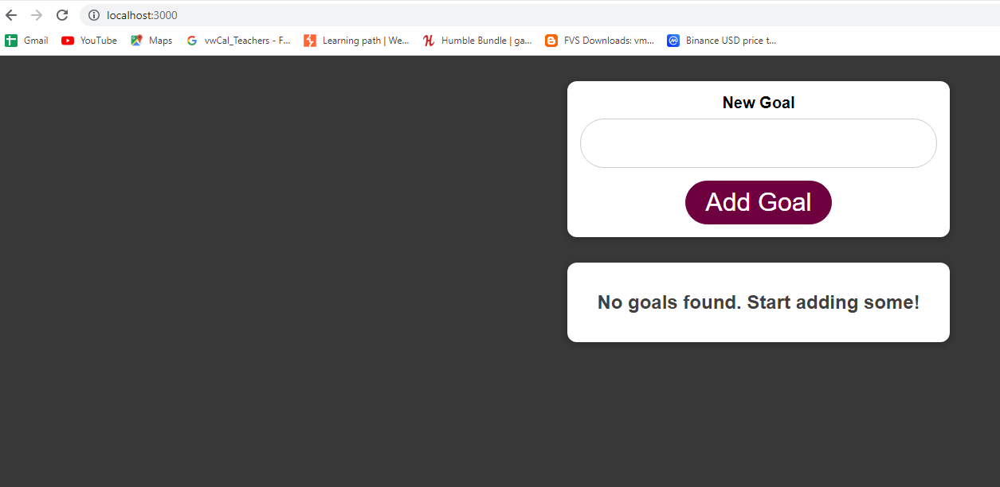 localhost:3000
Gmail YouTube Maps vwCal_Teachers - F... Learning path | We... Humble Bundle | ga... FVS Downloads: vm... Binance USD price t...
New Goal
Add Goal
No goals found. Start adding some!